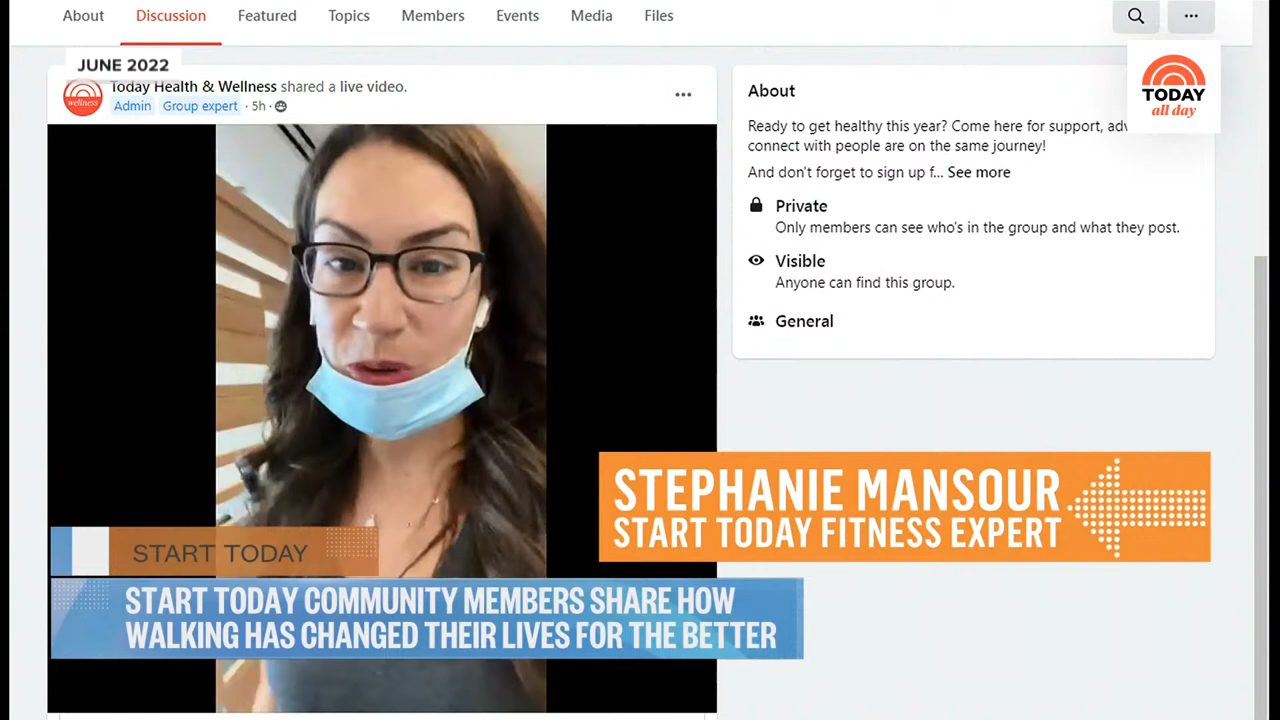 About Discussion Featured Topics Members Events Media Files
JUNE 2022
Today Health & Wellness shared a live video.
wellness
Admin Group expert · 5h ·
About
Ready to get healthy this year? Come here for support,
connect with people are on the same journey!
And don't forget to sign up f... See more
Private
Only members can see who's in the group and what they post.
Visible
Anyone can find this group.
General
TODAY
all day
STEPHANIE MANSOUR
START TODAY FITNESS EXPERT
START TODAY
START TODAY COMMUNITY MEMBERS SHARE HOW
WALKING HAS CHANGED THEIR LIVES FOR THE BETTER